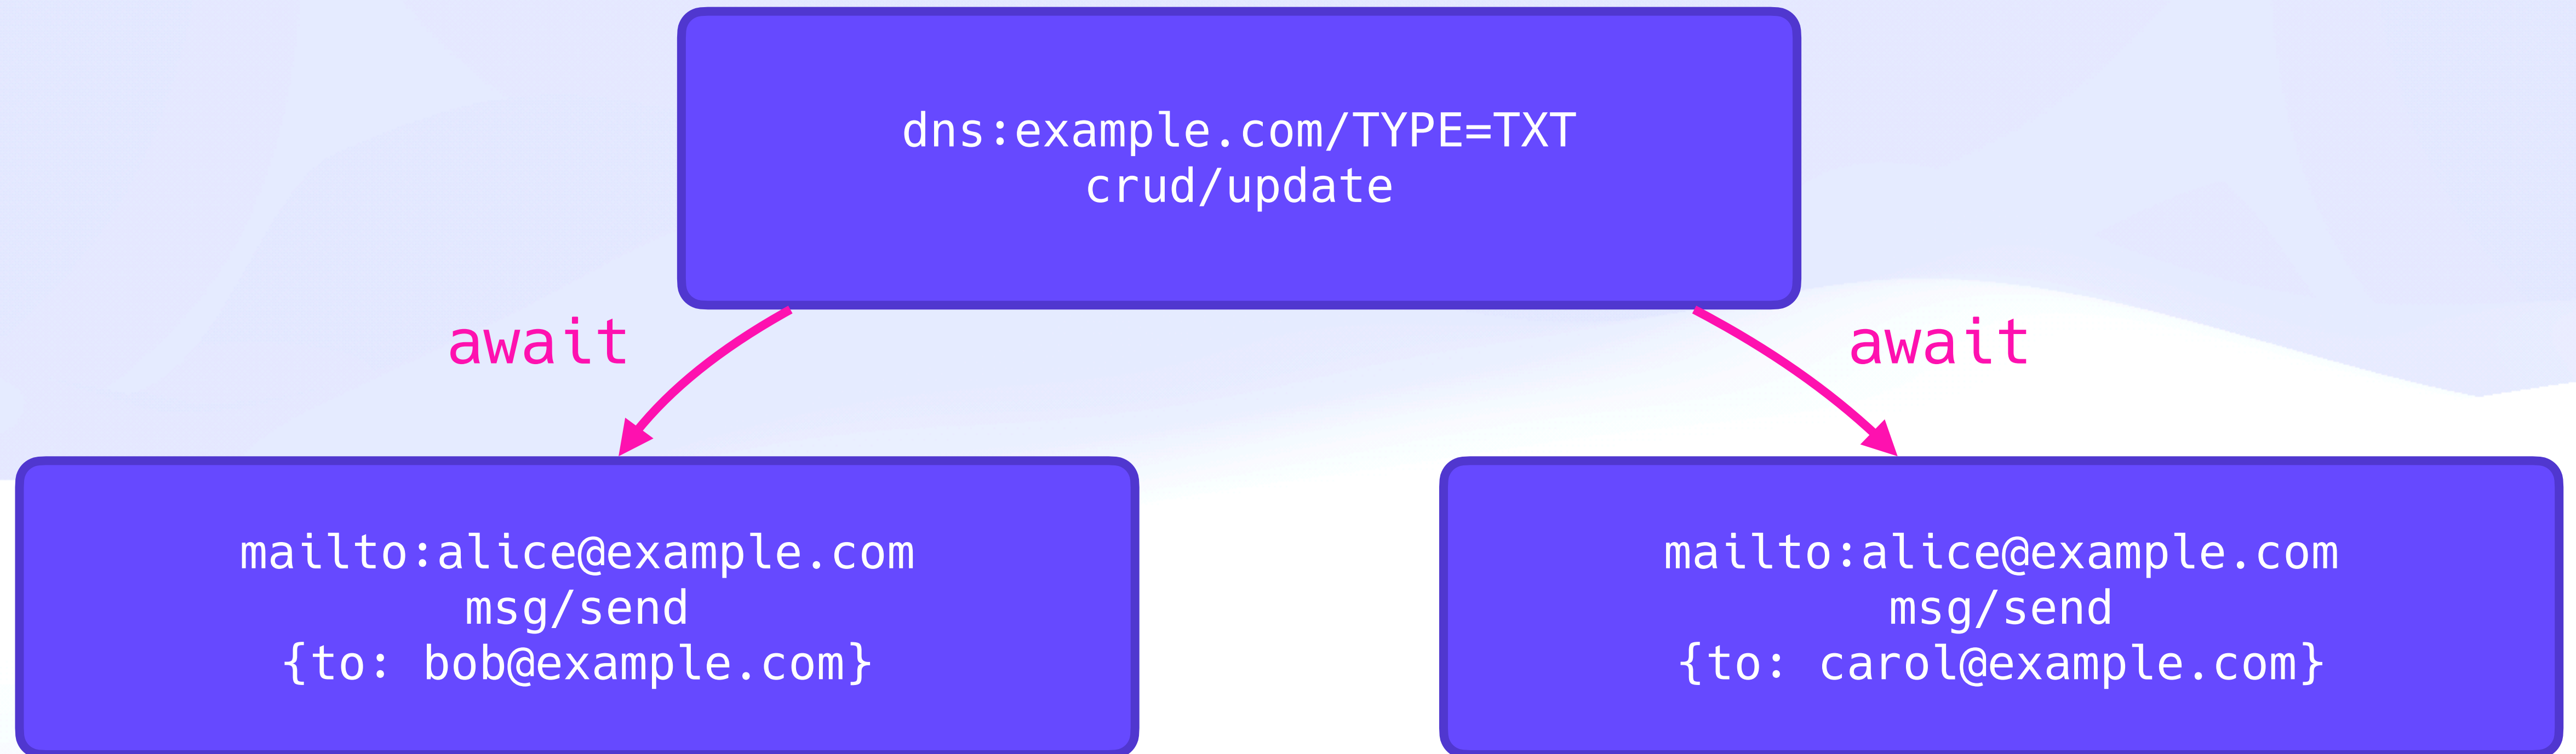 dns:example.com/TYPE=TXT
crud/update
await
await
mailto:alice@example.com
msg/send
{to: bob@example.com}
mailto:alice@example.com
msg/send
{to: carol@example.com}